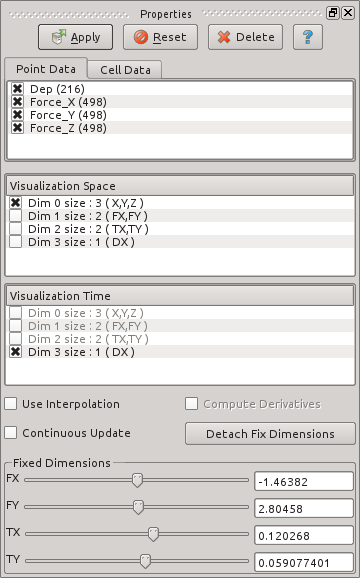 Properties
Apply Reset Delete ?
Point Data Cell Data
Dep (216)
Force_X (498)
Force_Y (498)
Force_Z (498)
Visualization Space
Dim 0 size : 3 ( X,Y,Z )
Dim 1 size : 2 ( FX,FY )
Dim 2 size : 2 ( TX,TY )
Dim 3 size : 1 ( DX )
Visualization Time
Dim 0 size : 3 ( X,Y,Z )
Dim 1 size : 2 ( FX,FY )
Dim 2 size : 2 ( TX,TY )
Dim 3 size : 1 ( DX )
Use Interpolation Compute Derivatives
Continuous Update Detach Fix Dimensions
Fixed Dimensions
FX -1.46382
FY 2.80458
TX 0.120268
TY 0.059077401